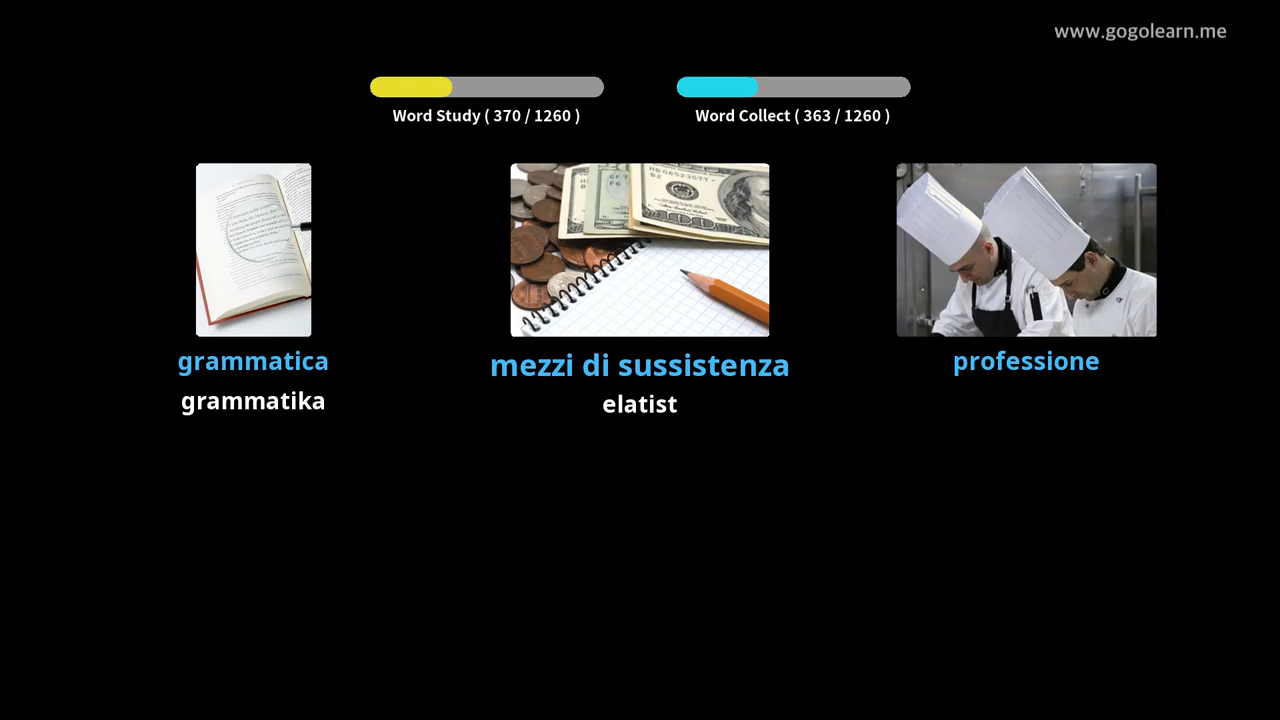 www.gogolearn.me
Word Study ( 370 / 1260 )
Word Collect ( 363 / 1260 )
grammatica
mezzi di sussistenza
professione
grammatika
elatist